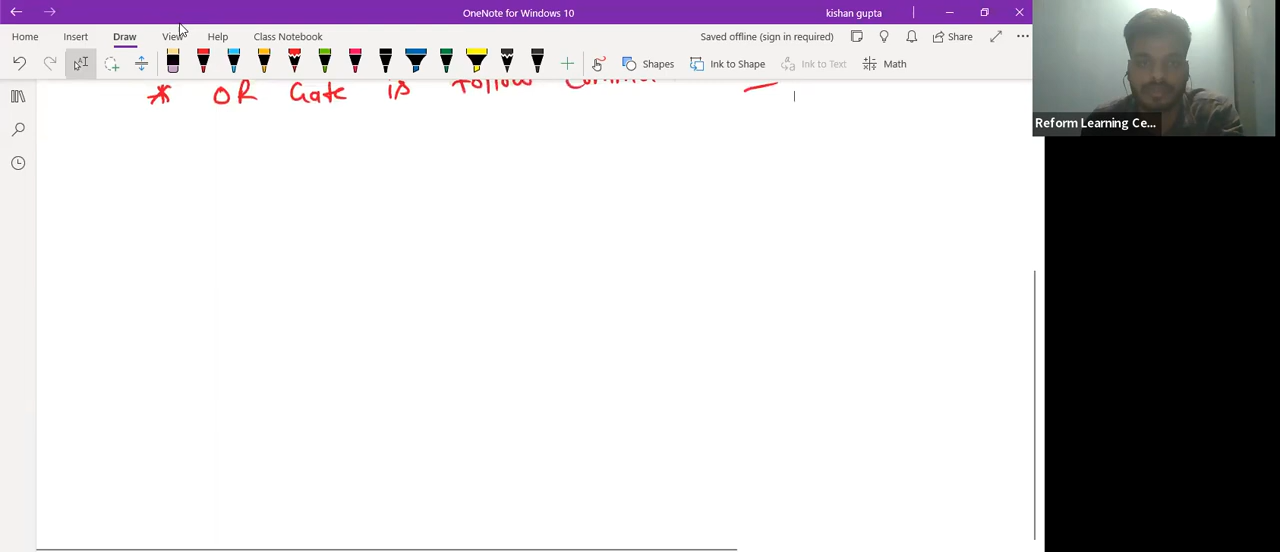 OneNote for Windows 10
kishan gupta
Home Insert Draw View Help Class Notebook
Saved offline (sign in required)
Share
Shapes
Ink to Shape
Ink to Text
Math
* OR Gate is Follow
Reform Learning Ce...